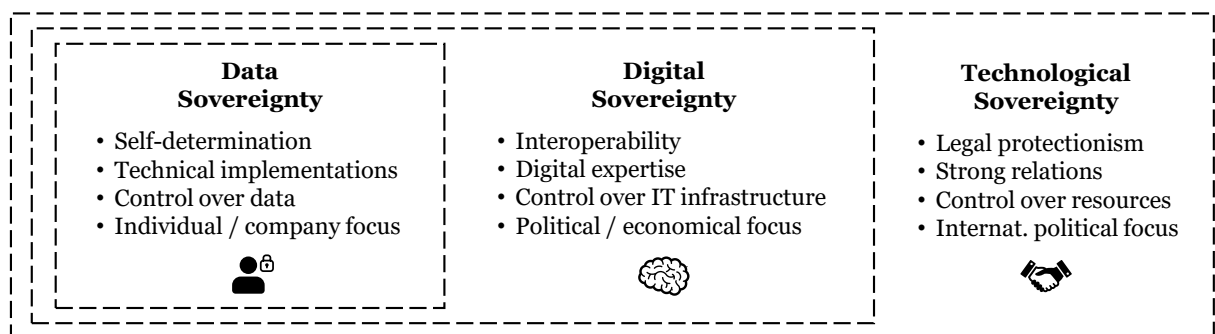 Data
Sovereignty
• Self-determination
• Technical implementations
• Control over data
• Individual / company focus
Digital
Sovereignty
• Interoperability
• Digital expertise
• Control over IT infrastructure
• Political / economical focus
Technological
Sovereignty
• Legal protectionism
• Strong relations
• Control over resources
• Internat. political focus